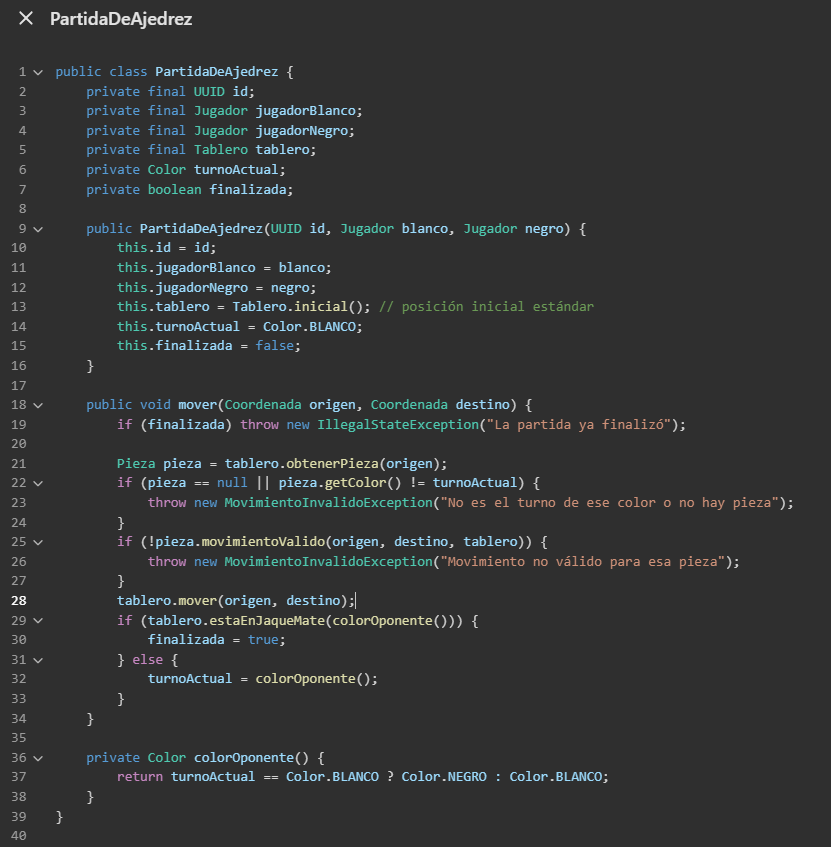 PartidaDeAjedrez
1 public class PartidaDeAjedrez {
2     private final UUID id;
3     private final Jugador jugadorBlanco;
4     private final Jugador jugadorNegro;
5     private final Tablero tablero;
6     private Color turnoActual;
7     private boolean finalizada;
8
9     public PartidaDeAjedrez(UUID id, Jugador blanco, Jugador negro) {
10         this.id = id;
11         this.jugadorBlanco = blanco;
12         this.jugadorNegro = negro;
13         this.tablero = Tablero.inicial(); // posición inicial estándar
14         this.turnoActual = Color.BLANCO;
15         this.finalizada = false;
16     }
17
18     public void mover(Coordenada origen, Coordenada destino) {
19         if (finalizada) throw new IllegalStateException("La partida ya finalizó");
20
21         Pieza pieza = tablero.obtenerPieza(origen);
22         if (pieza == null || pieza.getColor() != turnoActual) {
23             throw new MovimientoInvalidoException("No es el turno de ese color o no hay pieza");
24         }
25         if (!pieza.movimientoValido(origen, destino, tablero)) {
26             throw new MovimientoInvalidoException("Movimiento no válido para esa pieza");
27         }
28         tablero.mover(origen, destino);
29         if (tablero.estaEnJaqueMate(colorOponente())) {
30             finalizada = true;
31         } else {
32             turnoActual = colorOponente();
33         }
34     }
35
36     private Color colorOponente() {
37         return turnoActual == Color.BLANCO ? Color.NEGRO : Color.BLANCO;
38     }
39 }
40